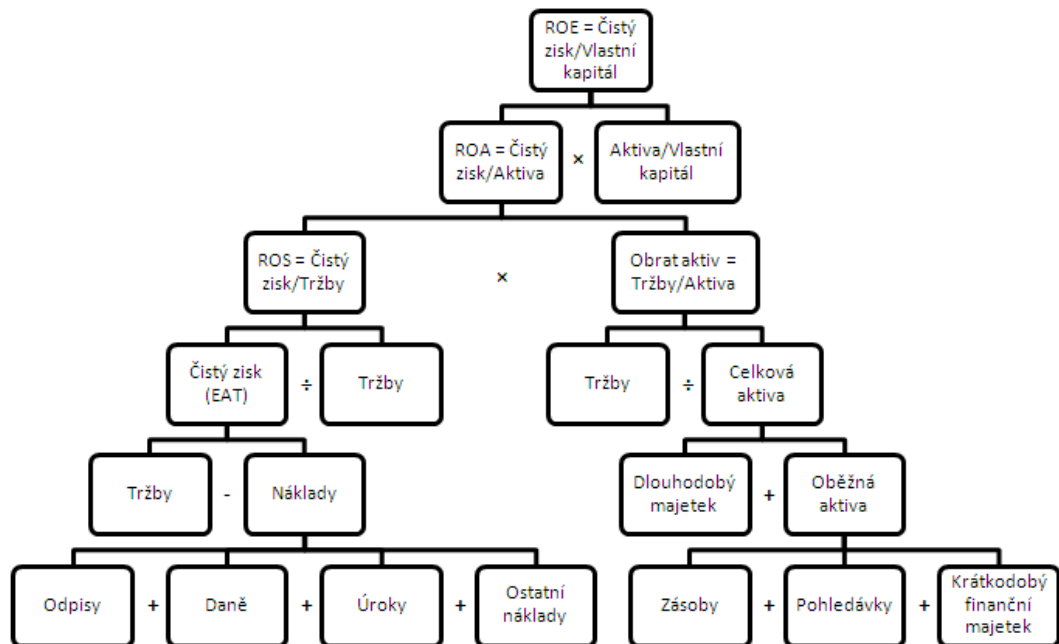 ROE = Čistý
zisk/Vlastní
kapitál
ROA = Čistý
zisk/Aktiva
×
Aktiva/Vlastní
kapitál
ROS = Čistý
zisk/Tržby
×
Obrat aktiv =
Tržby/Aktiva
Čistý zisk
(EAT)
÷
Tržby
Tržby
÷
Celková
aktiva
Tržby
-
Náklady
Dlouhodobý
majetek
+
Oběžná
aktiva
Odpisy
+
Daně
+
Úroky
+
Ostatní
náklady
Zásoby
+
Pohledávky
+
Krátkodobý
finanční
majetek